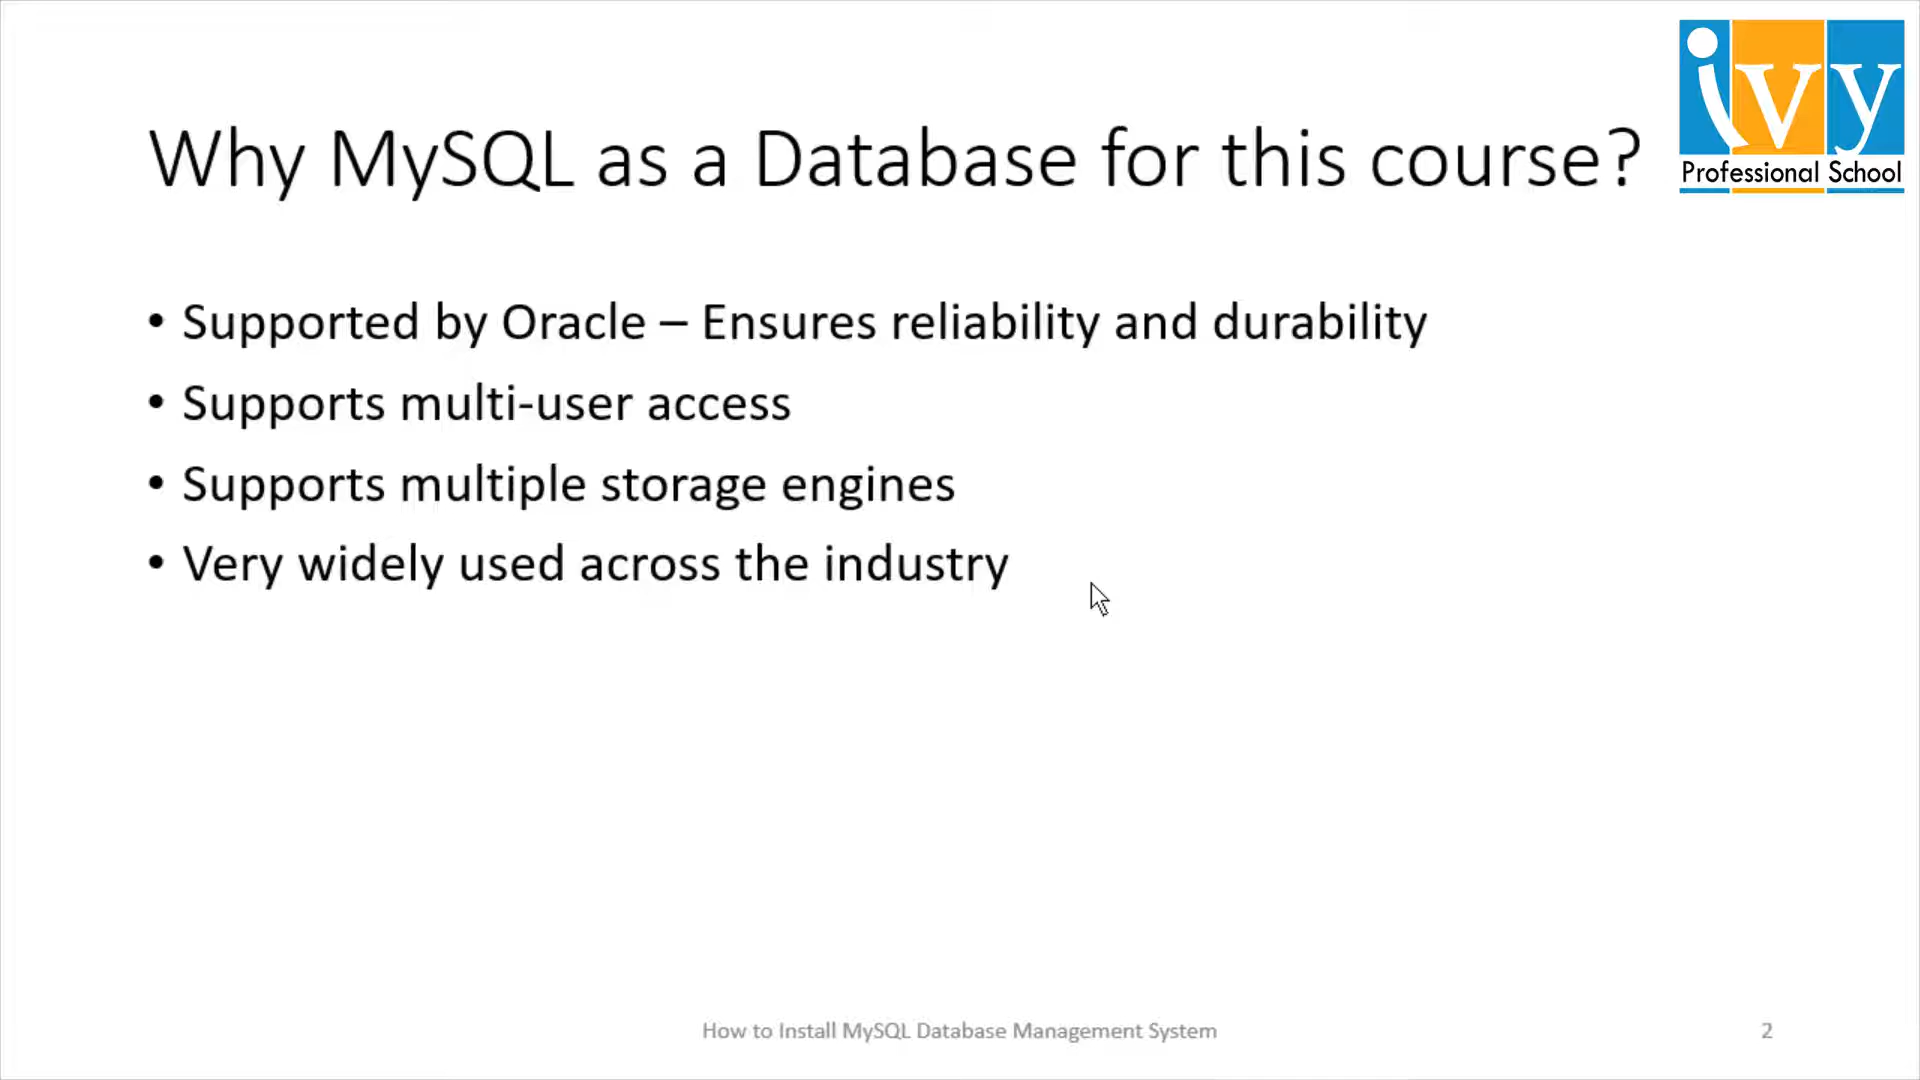 ivy
Professional School
Why MySQL as a Database for this course?
• Supported by Oracle – Ensures reliability and durability
• Supports multi-user access
• Supports multiple storage engines
• Very widely used across the industry
How to Install MySQL Database Management System
2